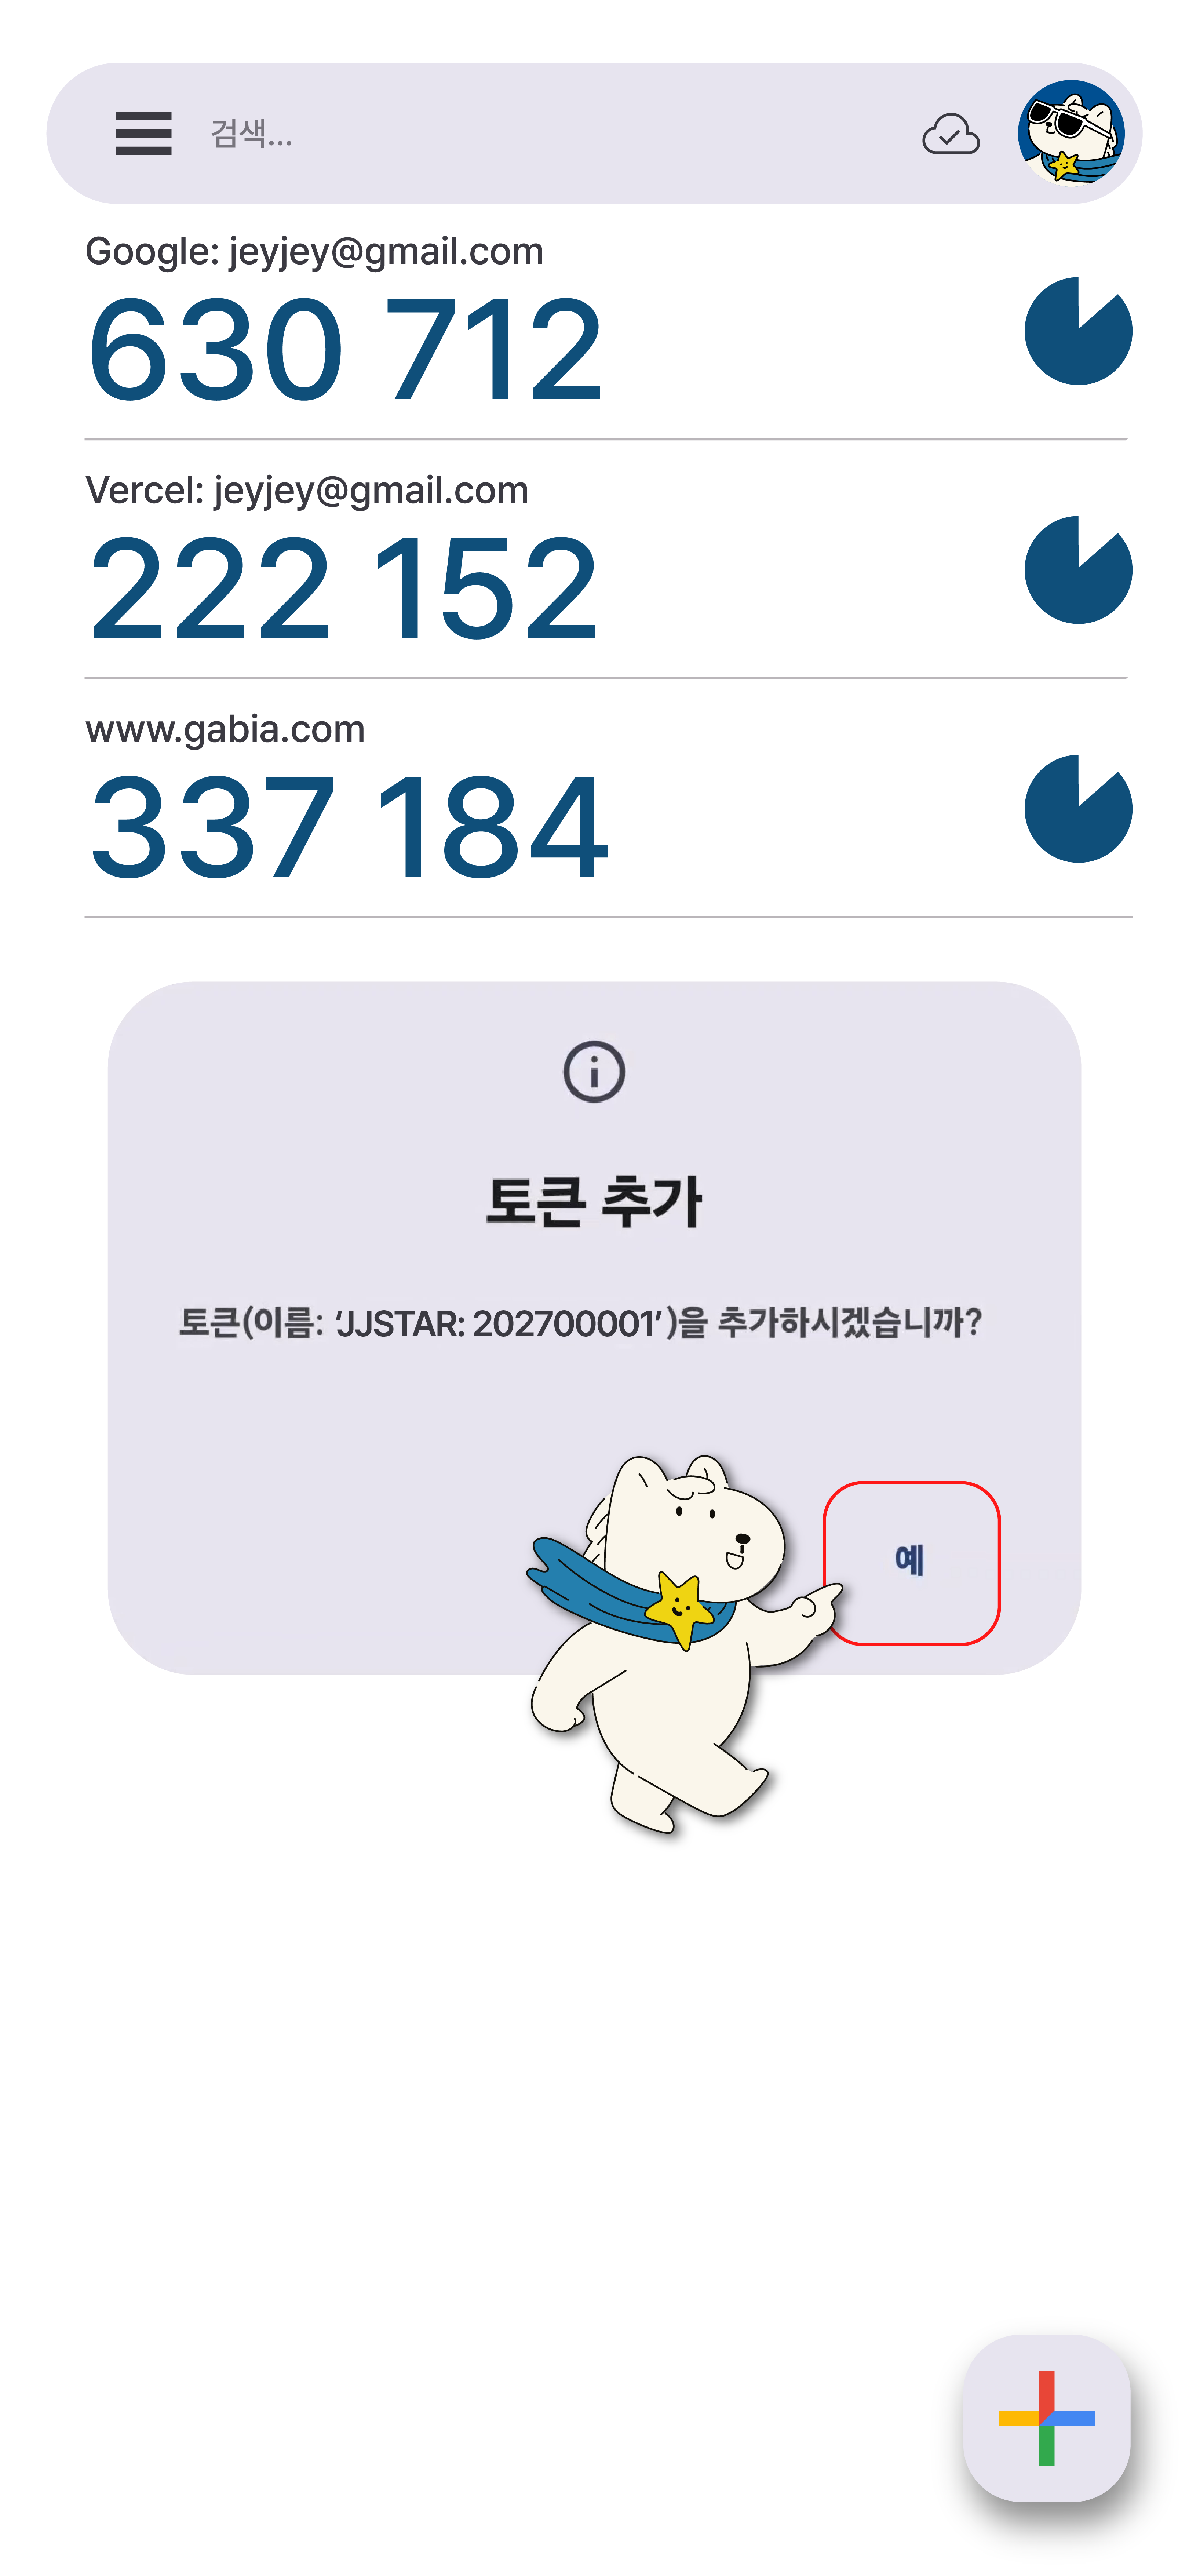 검색...
Google: jeyjey@gmail.com
630 712
Vercel: jeyjey@gmail.com
222 152
www.gabia.com
337 184
토큰 추가
토큰(이름: ‘JJSTAR: 202700001’)을 추가하시겠습니까?
예